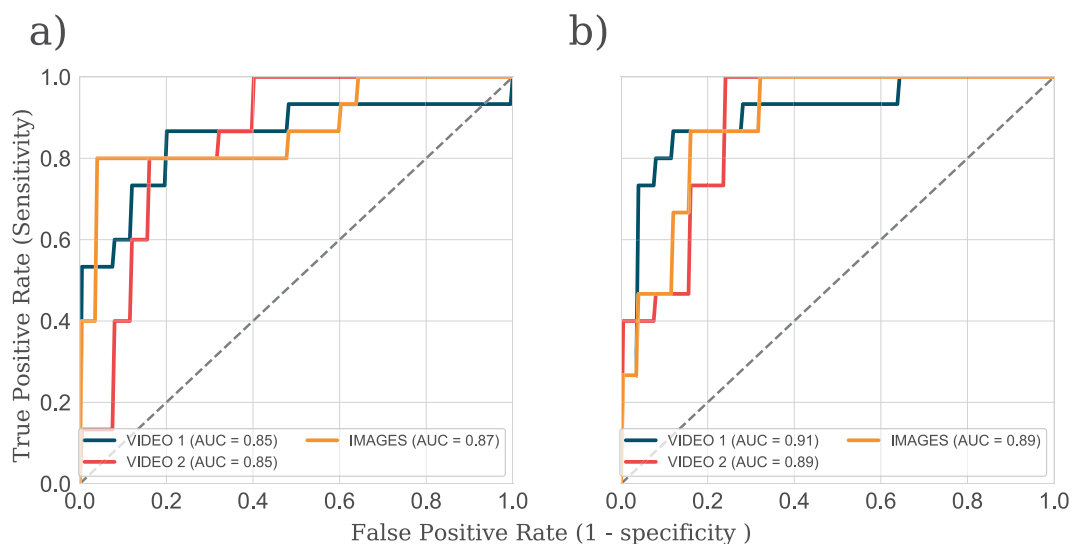 a)
b)
True Positive Rate (Sensitivity)
1.0
0.8
0.6
0.4
0.2
0.0
VIDEO 1 (AUC = 0.85)
VIDEO 2 (AUC = 0.85)
IMAGES (AUC = 0.87)
0.0 0.2 0.4 0.6 0.8 1.0
VIDEO 1 (AUC = 0.91)
VIDEO 2 (AUC = 0.89)
IMAGES (AUC = 0.89)
0.0 0.2 0.4 0.6 0.8 1.0
False Positive Rate (1 - specificity )